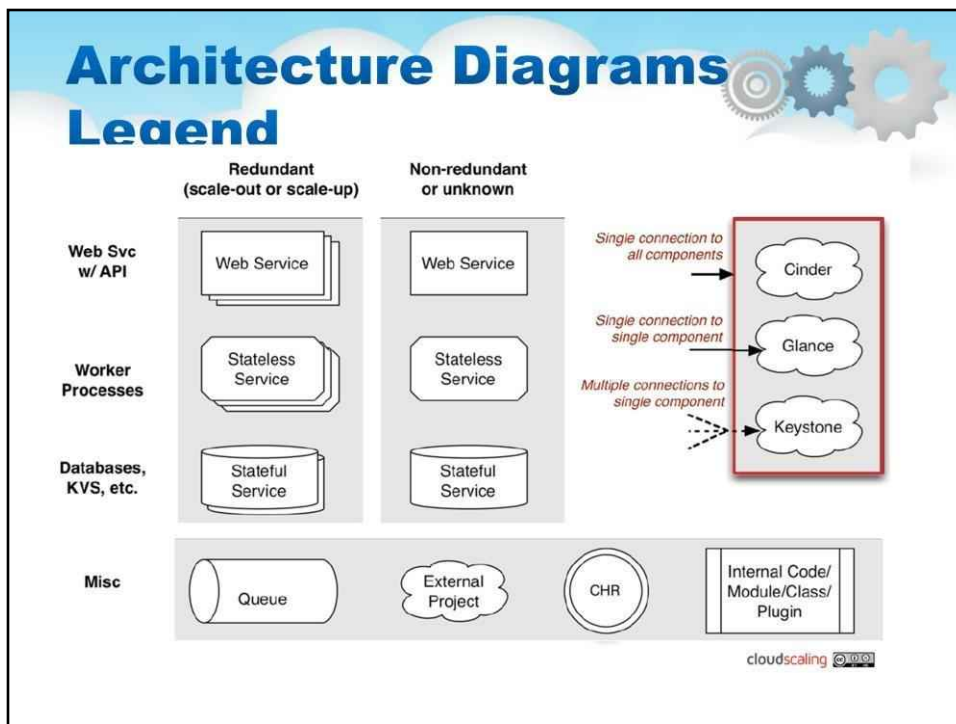 Architecture Diagrams
Legend
Redundant
(scale-out or scale-up)
Non-redundant
or unknown
Web Svc
w/ API
Web Service
Web Service
Single connection to
all components
Cinder
Worker
Processes
Stateless
Service
Stateless
Service
Single connection to
single component
Glance
Multiple connections to
single component
Keystone
Databases,
KVS, etc.
Stateful
Service
Stateful
Service
Misc
Queue
External
Project
CHR
Internal Code/
Module/Class/
Plugin
cloudscaling